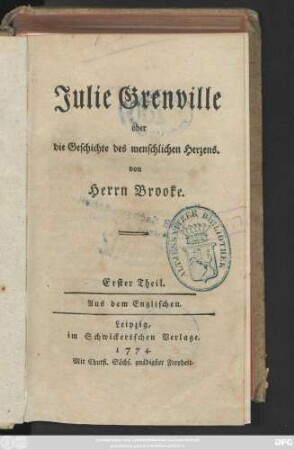 Julie Grenville
oder
die Geschichte des menschlichen Herzens.
von
Herrn Brooke.
Erster Theil.
Aus dem Englischen.
Leipzig,
im Schwickertschen Verlage.
1774.
Mit Churfl. Sächs. gnädigster Freyheit.